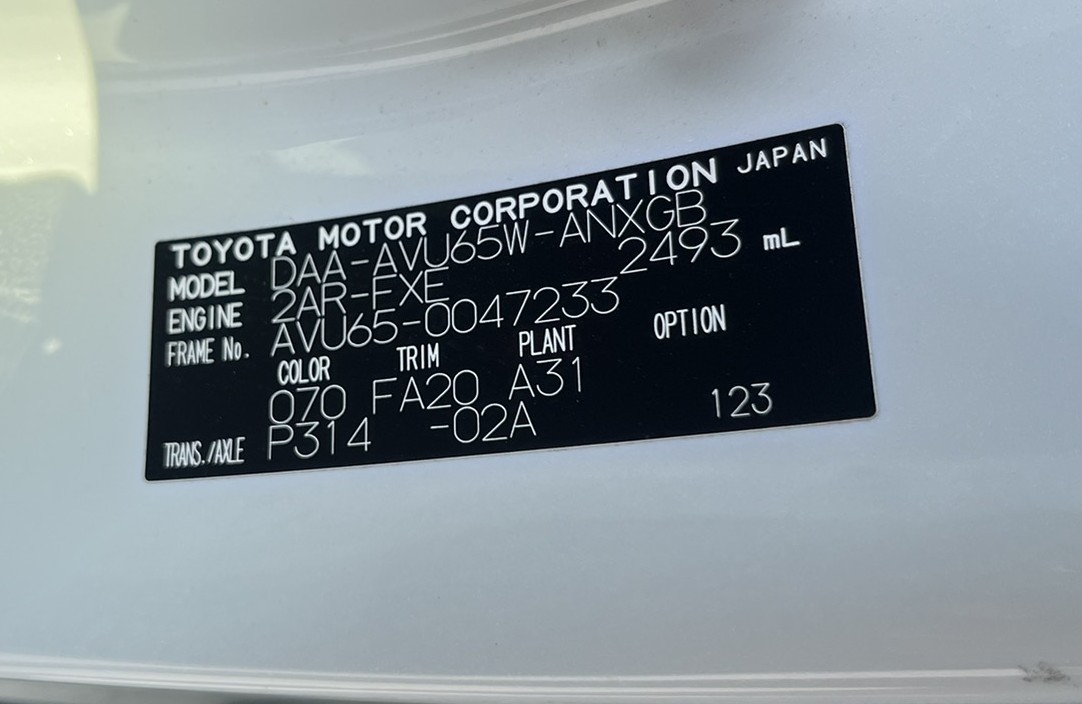 TOYOTA MOTOR CORPORATION JAPAN
MODEL DAA-AVU65W-ANXGB
ENGINE 2AR-FXE 2493 mL
FRAME No. AVU65-0047233
COLOR TRIM PLANT OPTION
070 FA20 A31
TRANS./AXLE P314 -02A 123